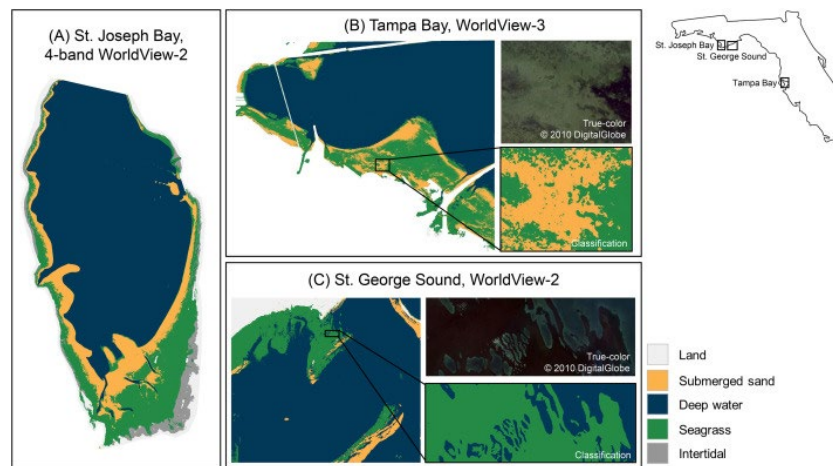 (A) St. Joseph Bay,
4-band WorldView-2
(B) Tampa Bay, WorldView-3
True-color
© 2010 DigitalGlobe
Classification
(C) St. George Sound, WorldView-2
True-color
© 2010 DigitalGlobe
Classification
St. Joseph Bay
St. George Sound
Tampa Bay
Land
Submerged sand
Deep water
Seagrass
Intertidal